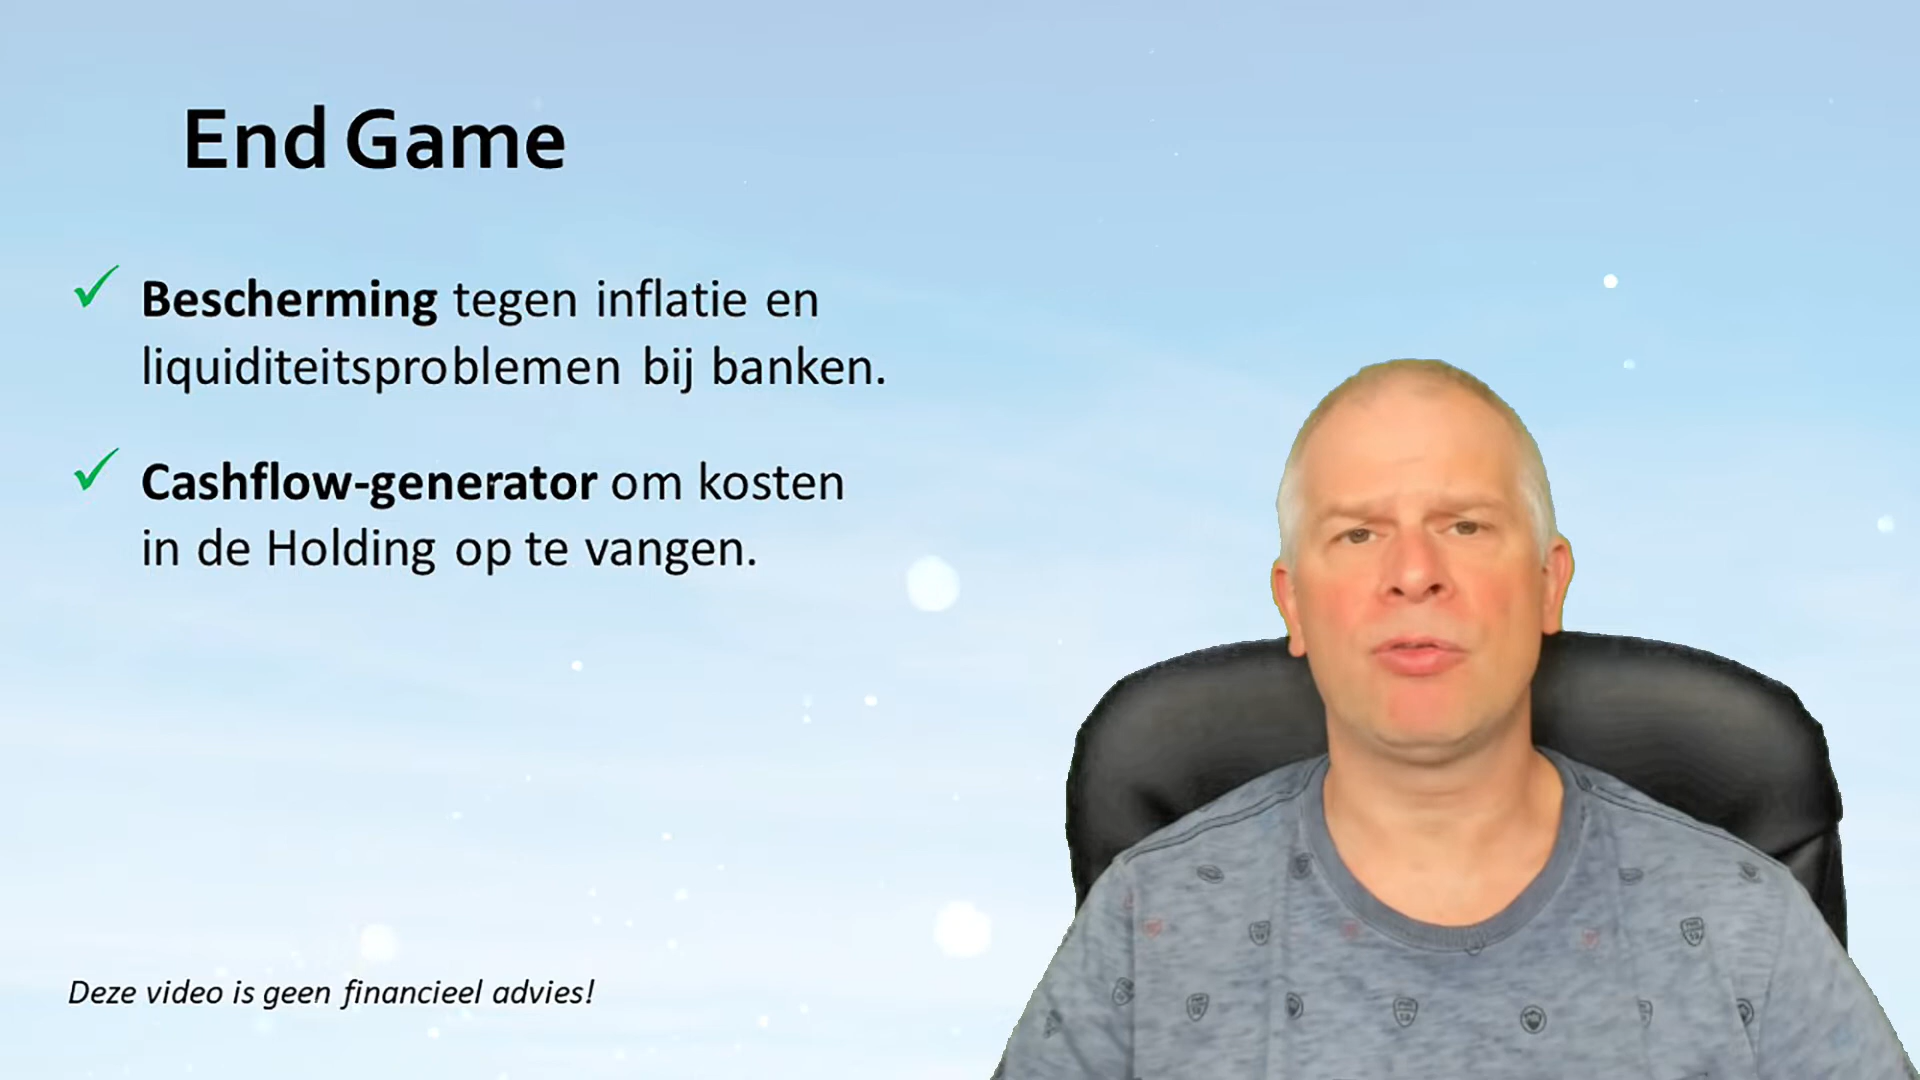 End Game
Bescherming tegen inflatie en
liquiditeitsproblemen bij banken.
Cashflow-generator om kosten
in de Holding op te vangen.
Deze video is geen financieel advies!